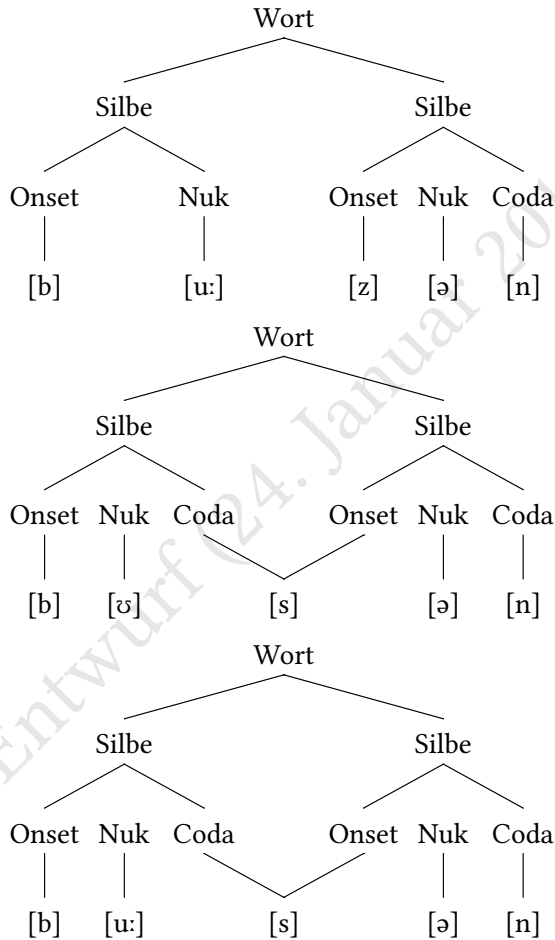 Wort
Silbe Silbe
Onset Nuk Onset Nuk Coda
[b] [uː] [z] [ə] [n]
Wort
Silbe Silbe
Onset Nuk Coda Onset Nuk Coda
[b] [ʊ] [s] [ə] [n]
Wort
Silbe Silbe
Onset Nuk Coda Onset Nuk Coda
[b] [uː] [s] [ə] [n]
Entwurf (24. Januar